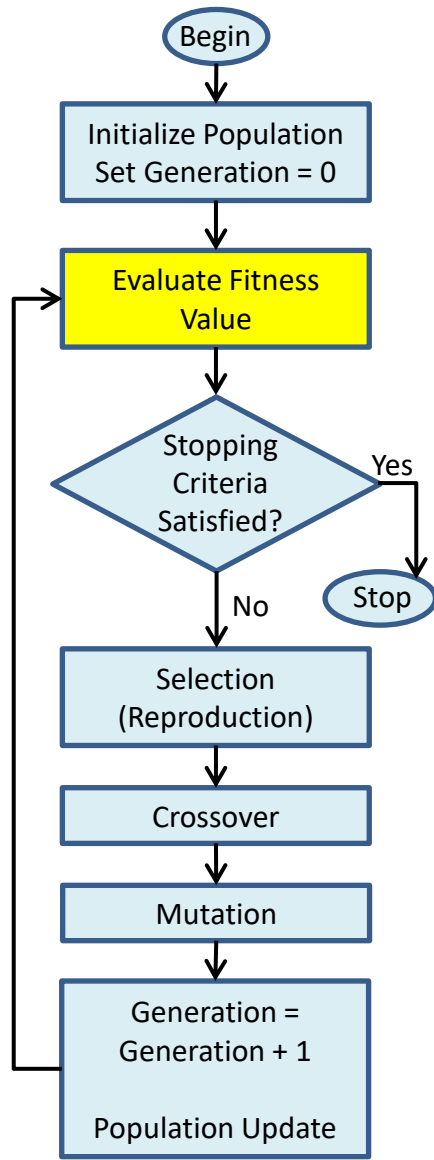 Begin
Initialize Population
Set Generation = 0
Evaluate Fitness
Value
Stopping
Criteria
Satisfied?
Yes
Stop
No
Selection
(Reproduction)
Crossover
Mutation
Generation =
Generation + 1
Population Update